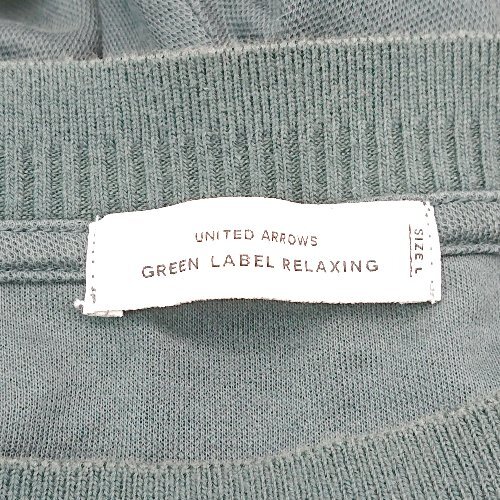 UNITED ARROWS
GREEN LABEL RELAXING
SIZE L